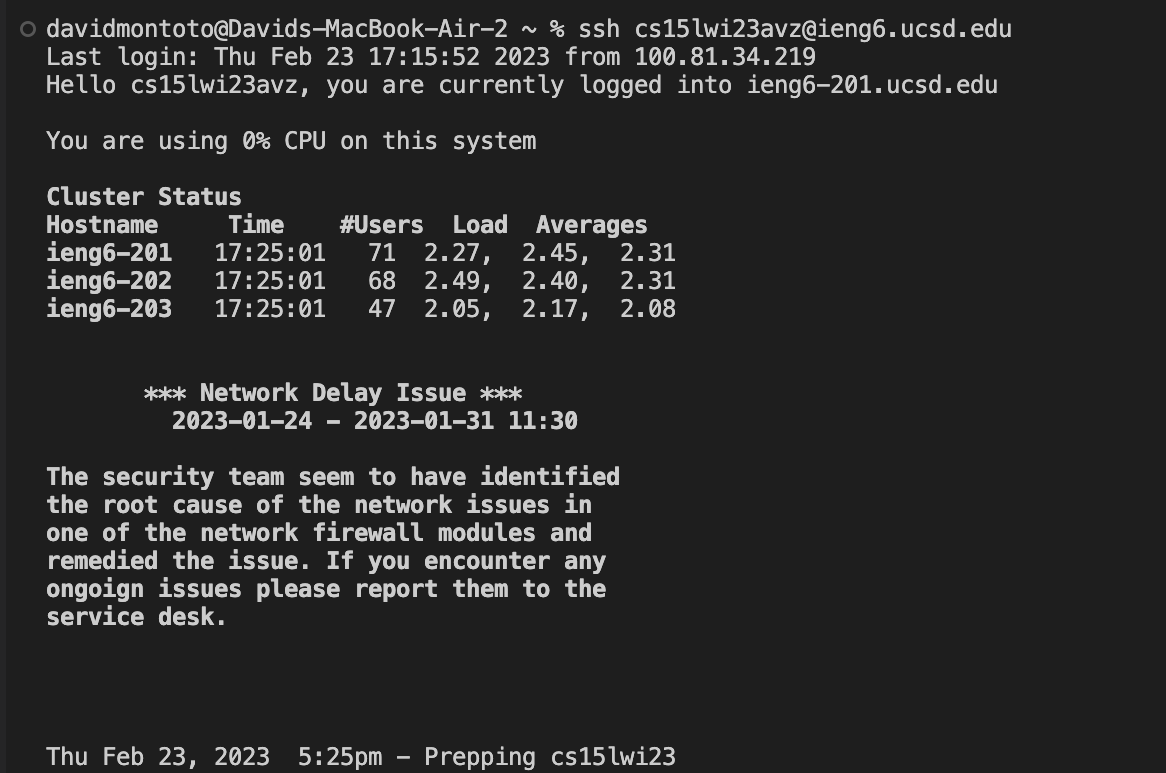 davidmontoto@Davids-MacBook-Air-2 ~ % ssh cs15lwi23avz@ieng6.ucsd.edu
Last login: Thu Feb 23 17:15:52 2023 from 100.81.34.219
Hello cs15lwi23avz, you are currently logged into ieng6-201.ucsd.edu
You are using 0% CPU on this system
Cluster Status
Hostname     Time    #Users  Load  Averages
ieng6-201   17:25:01   71  2.27,  2.45,  2.31
ieng6-202   17:25:01   68  2.49,  2.40,  2.31
ieng6-203   17:25:01   47  2.05,  2.17,  2.08
*** Network Delay Issue ***
2023-01-24 - 2023-01-31 11:30
The security team seem to have identified
the root cause of the network issues in
one of the network firewall modules and
remedied the issue. If you encounter any
ongoign issues please report them to the
service desk.
Thu Feb 23, 2023  5:25pm - Prepping cs15lwi23